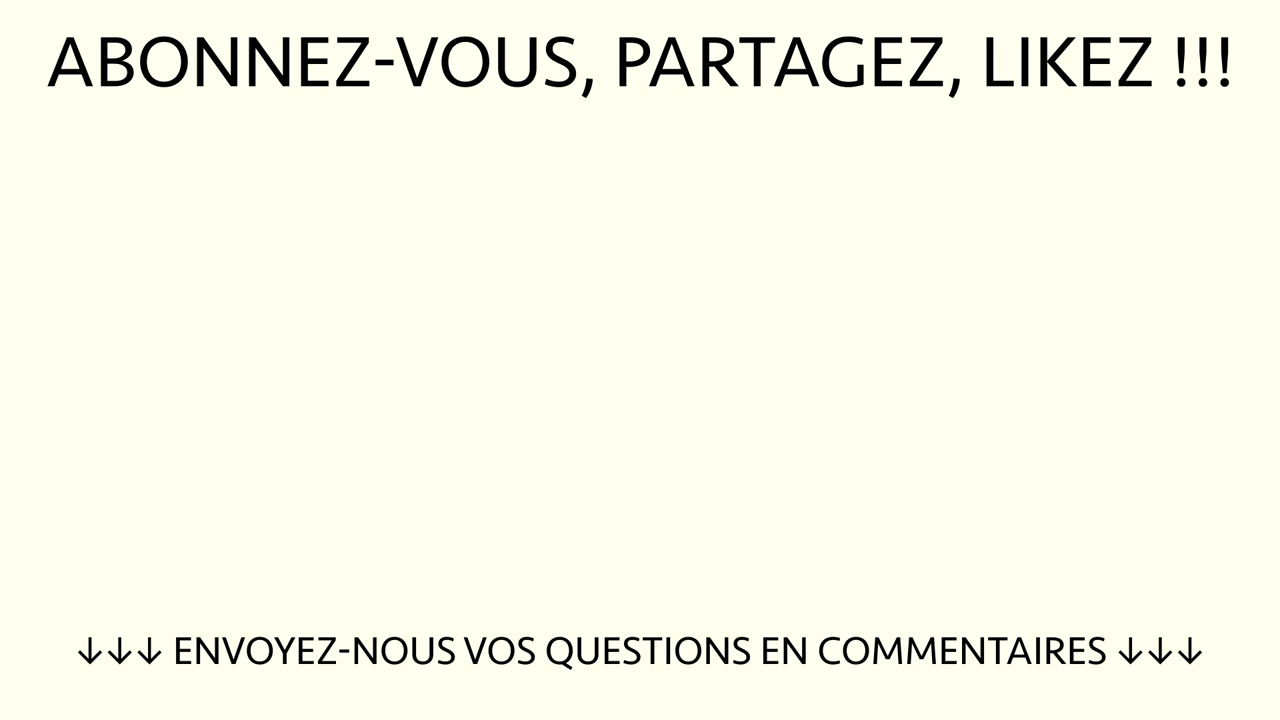 ABONNEZ-VOUS, PARTAGEZ, LIKEZ !!!
↓↓↓ ENVOYEZ-NOUS VOS QUESTIONS EN COMMENTAIRES ↓↓↓